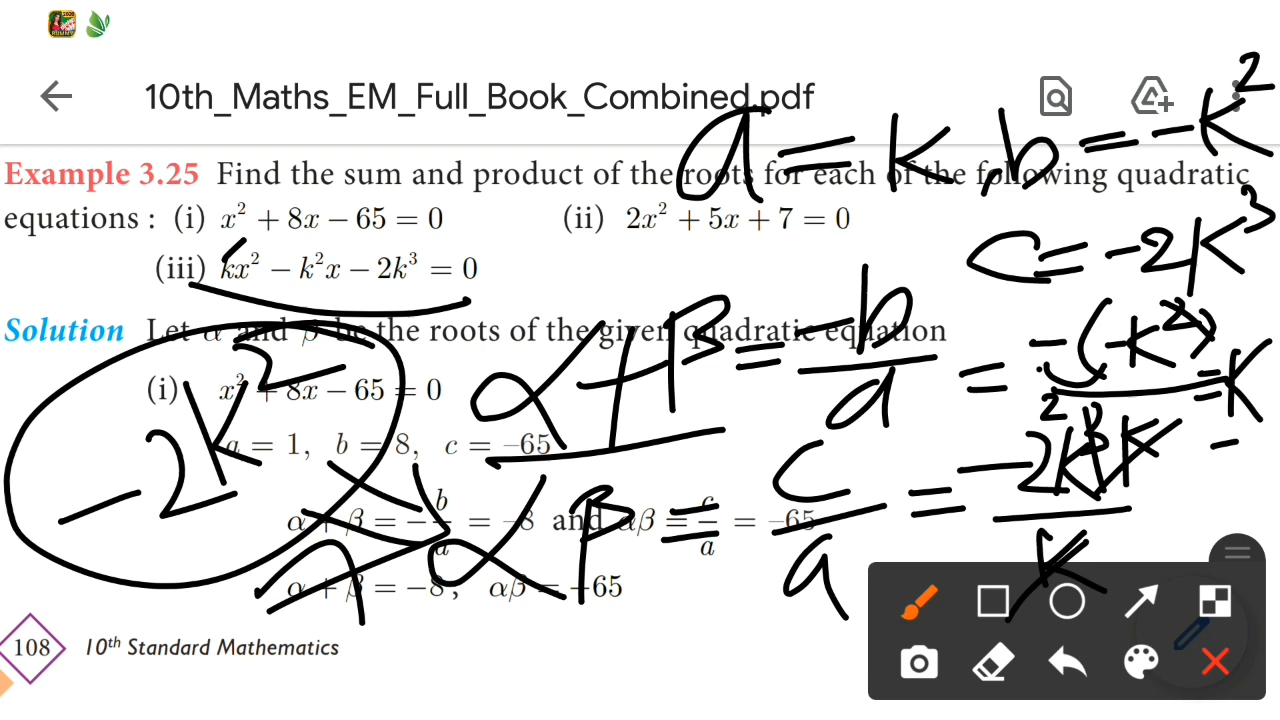 10th_Maths_EM_Full_Book_Combined.pdf
a = k, b = -k²
Example 3.25 Find the sum and product of the roots for each of the following quadratic
equations : (i) x² + 8x − 65 = 0 (ii) 2x² + 5x + 7 = 0
c = -2k³
(iii) kx² − k²x − 2k³ = 0
Solution Let α and β be the roots of the given quadratic equation
α+β = -b/a = -(-k²)/ = k
(i) x² + 8x − 65 = 0
-2k²
a = 1, b = 8, c = −65
α + β = −b/a = −8 and αβ = c/a = −65
αβ = c/a = -2k²k/k =
α + β = −8, αβ = −65
108 10th Standard Mathematics